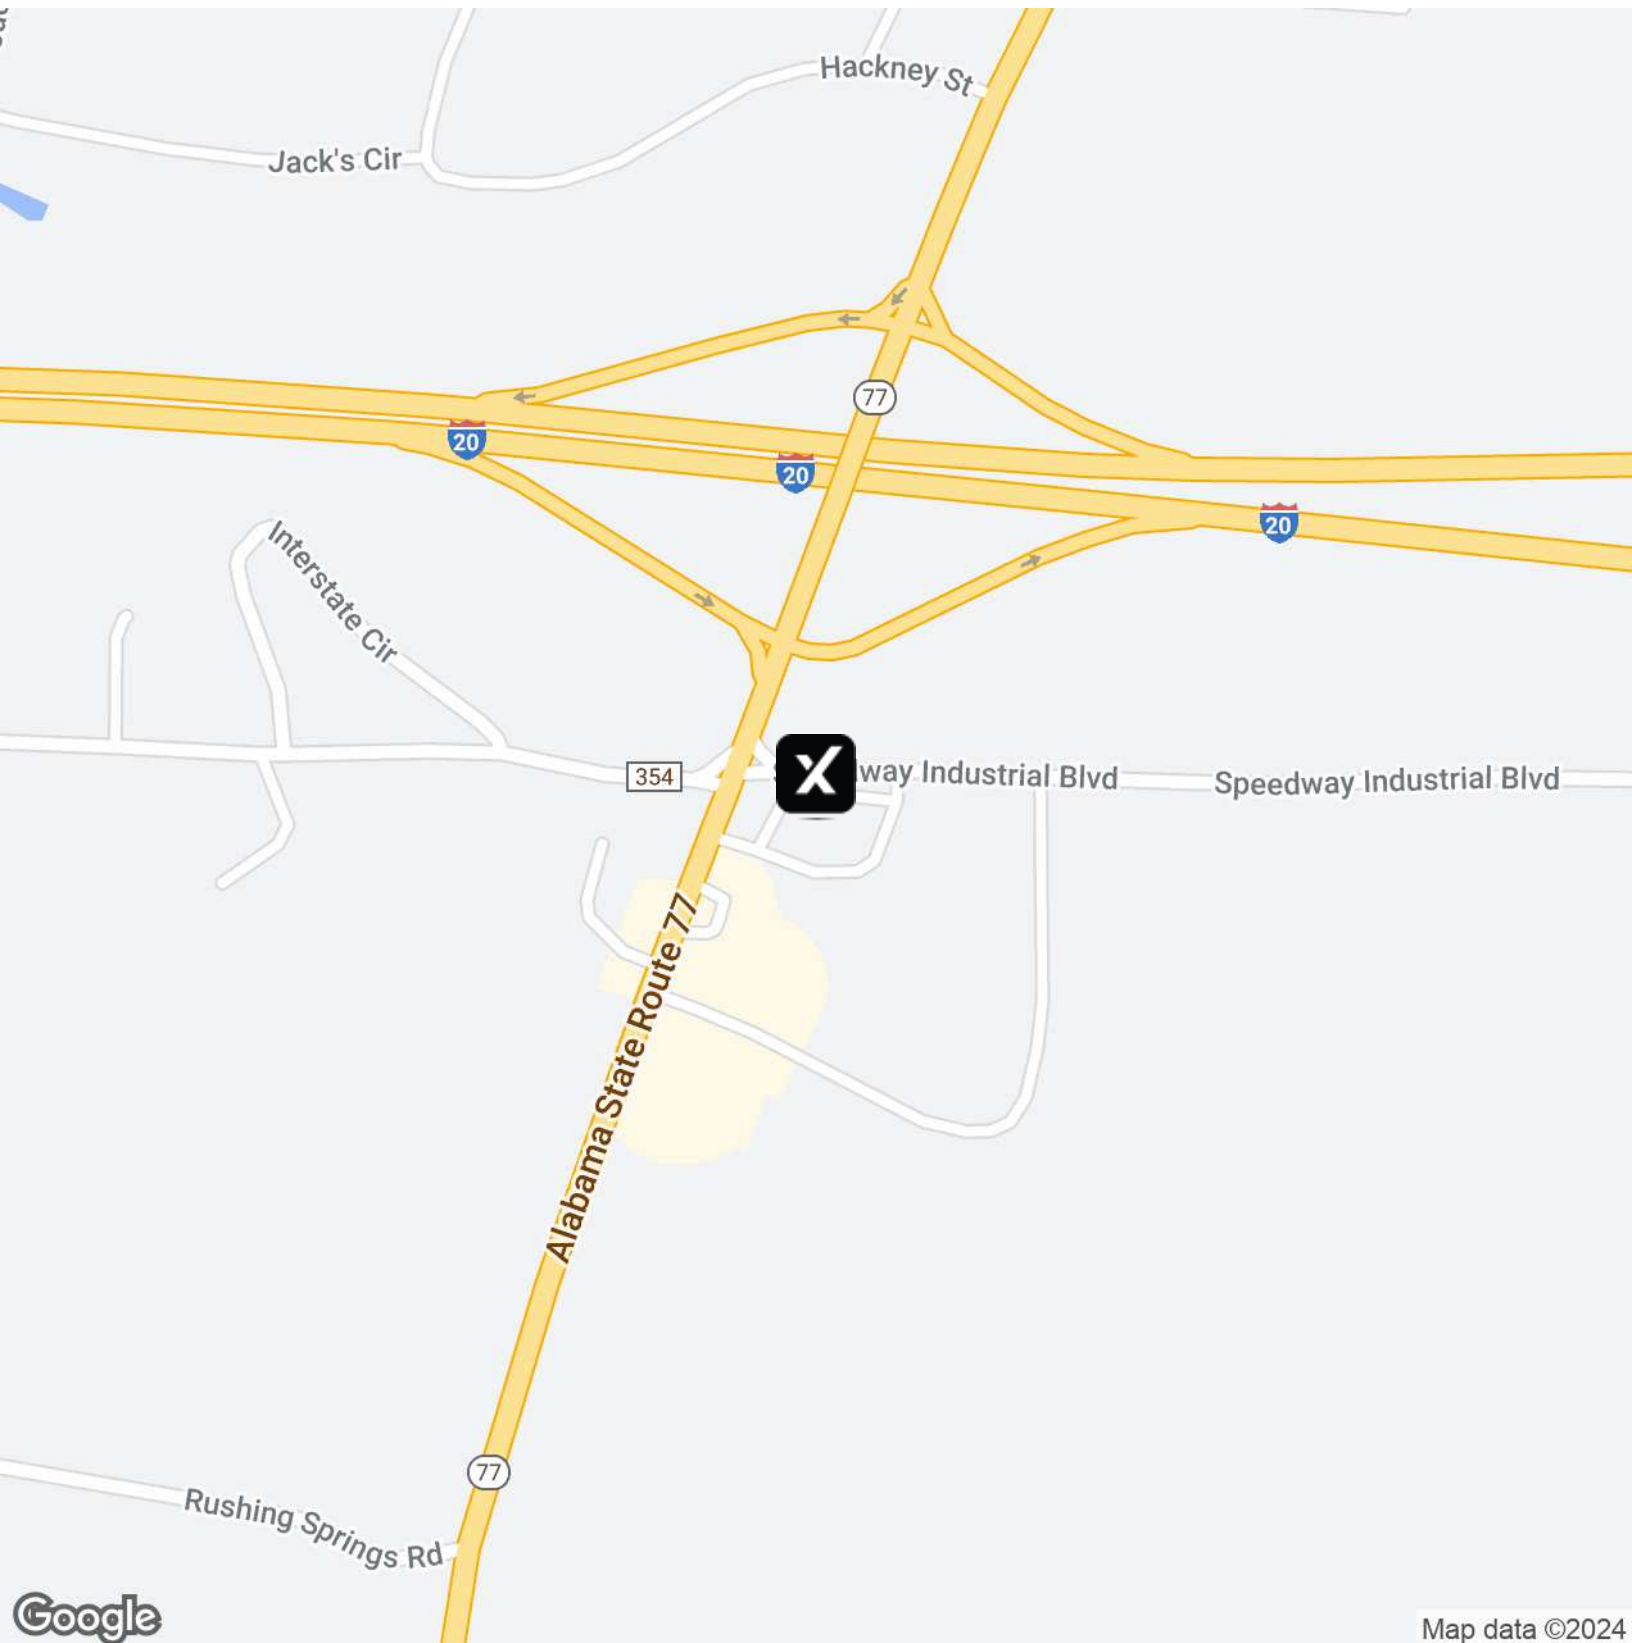 Hackney St
Jack's Cir
77
20
20
20
Interstate Cir
354
Industrial Blvd
Speedway Industrial Blvd
Alabama State Route 77
77
Rushing Springs Rd
Google
Map data ©2024